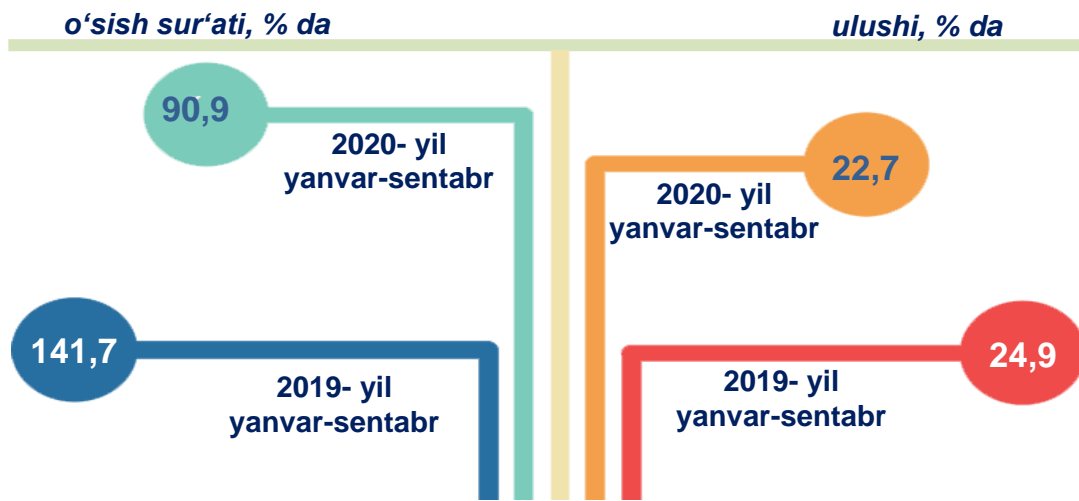 o‘sish sur‘ati, % da
ulushi, % da
90,9
2020- yil
yanvar-sentabr
22,7
2020- yil
yanvar-sentabr
141,7
2019- yil
yanvar-sentabr
24,9
2019- yil
yanvar-sentabr